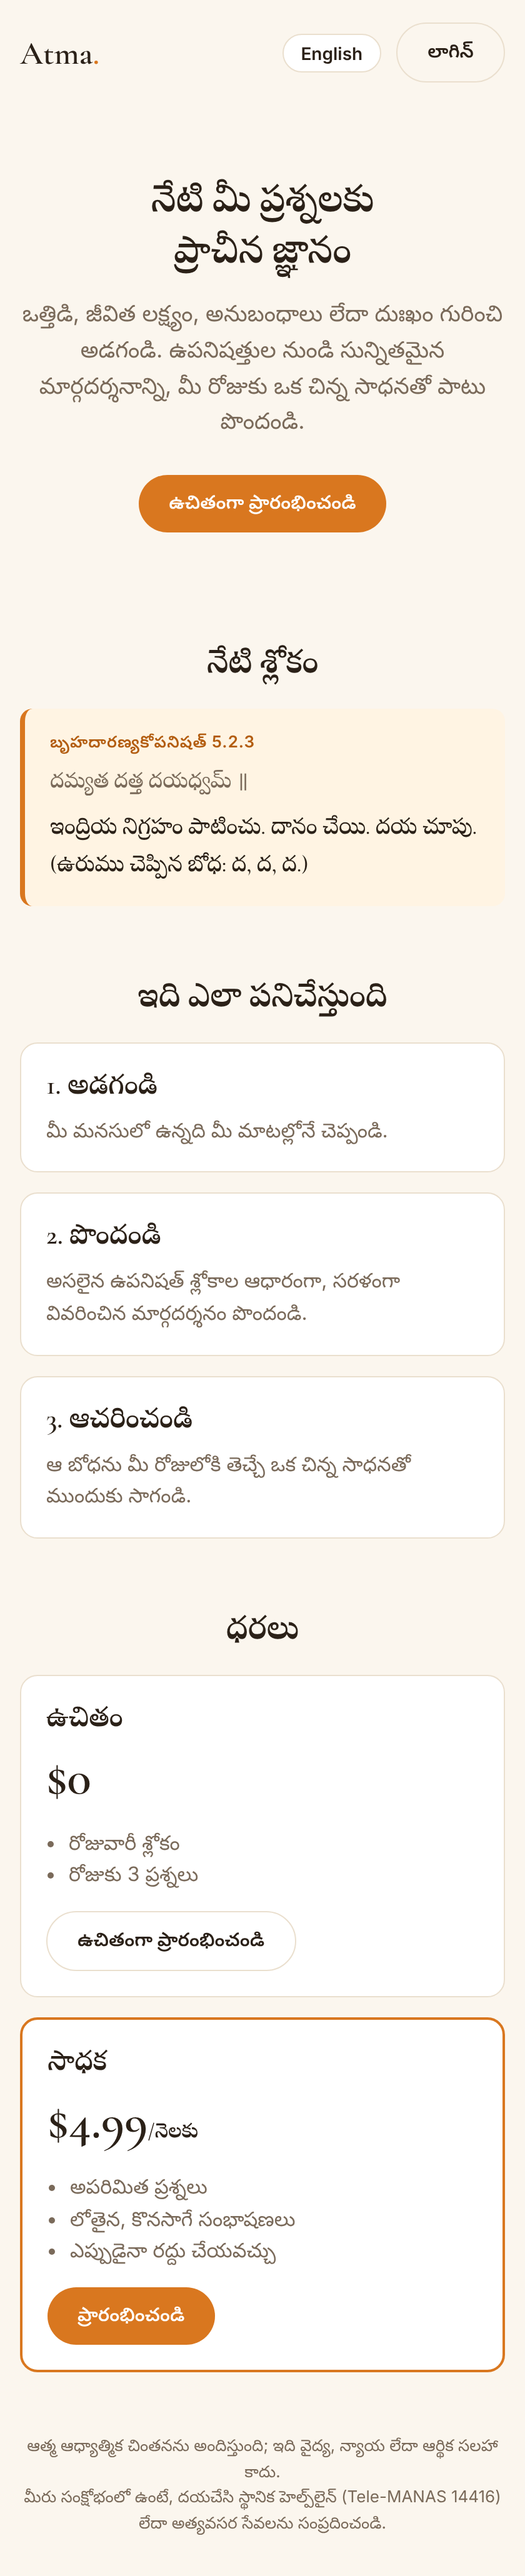 Atma.
English
లాగిన్
నేటి మీ ప్రశ్నలకు
ప్రాచీన జ్ఞానం
ఒత్తిడి, జీవిత లక్ష్యం, అనుబంధాలు లేదా దుఃఖం గురించి
అడగండి. ఉపనిషత్తుల నుండి సున్నితమైన
మార్గదర్శనాన్ని, మీ రోజుకు ఒక చిన్న సాధనతో పాటు
పొందండి.
ఉచితంగా ప్రారంభించండి
నేటి శ్లోకం
బృహదారణ్యకోపనిషత్ 5.2.3
దమ్యత దత్త దయధ్వమ్ ॥
ఇంద్రియ నిగ్రహం పాటించు. దానం చేయి. దయ చూపు.
(ఉరుము చెప్పిన బోధ: ద, ద, ద.)
ఇది ఎలా పనిచేస్తుంది
1. అడగండి
మీ మనసులో ఉన్నది మీ మాటల్లోనే చెప్పండి.
2. పొందండి
అసలైన ఉపనిషత్ శ్లోకాల ఆధారంగా, సరళంగా
వివరించిన మార్గదర్శనం పొందండి.
3. ఆచరించండి
ఆ బోధను మీ రోజులోకి తెచ్చే ఒక చిన్న సాధనతో
ముందుకు సాగండి.
ధరలు
ఉచితం
$0
• రోజువారీ శ్లోకం
• రోజుకు 3 ప్రశ్నలు
ఉచితంగా ప్రారంభించండి
సాధక
$4.99/నెలకు
• అపరిమిత ప్రశ్నలు
• లోతైన, కొనసాగే సంభాషణలు
• ఎప్పుడైనా రద్దు చేయవచ్చు
ప్రారంభించండి
ఆత్మ ఆధ్యాత్మిక చింతనను అందిస్తుంది; ఇది వైద్య, న్యాయ లేదా ఆర్థిక సలహా
కాదు.
మీరు సంక్షోభంలో ఉంటే, దయచేసి స్థానిక హెల్ప్‌లైన్ (Tele-MANAS 14416)
లేదా అత్యవసర సేవలను సంప్రదించండి.